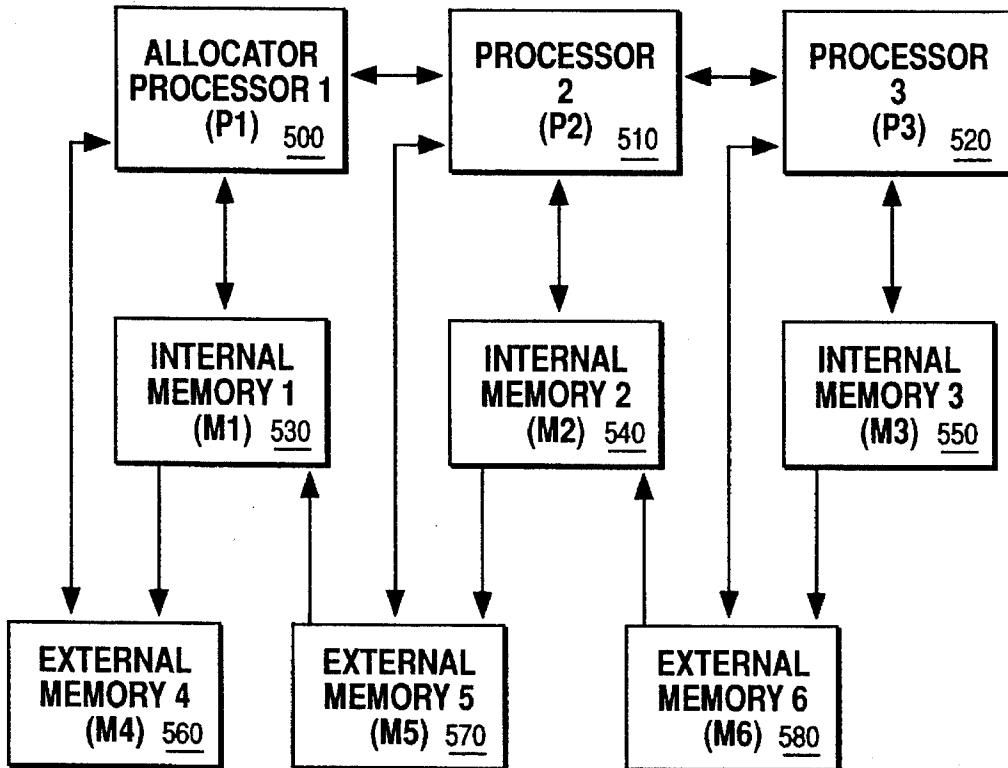 ALLOCATOR
PROCESSOR 1
(P1) 500
PROCESSOR
2
(P2) 510
PROCESSOR
3
(P3) 520
INTERNAL
MEMORY 1
(M1) 530
INTERNAL
MEMORY 2
(M2) 540
INTERNAL
MEMORY 3
(M3) 550
EXTERNAL
MEMORY 4
(M4) 560
EXTERNAL
MEMORY 5
(M5) 570
EXTERNAL
MEMORY 6
(M6) 580